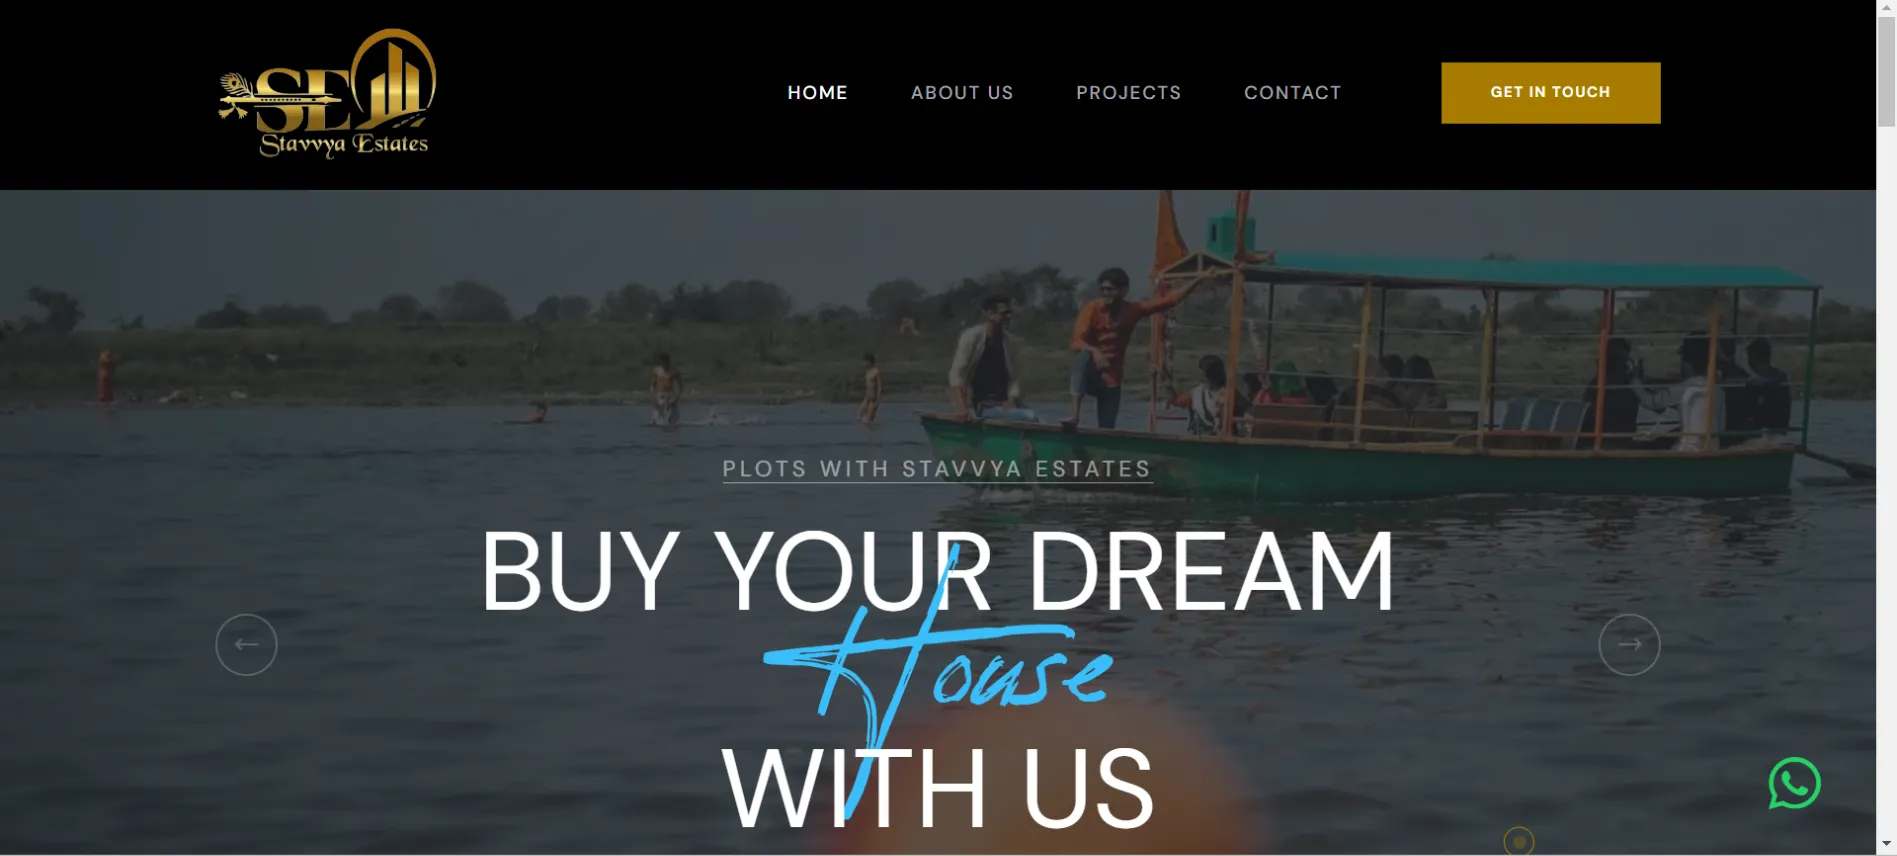 SE
Stavvya Estates
HOME ABOUT US PROJECTS CONTACT GET IN TOUCH
PLOTS WITH STAVVYA ESTATES
BUY YOUR DREAM
House
WITH US